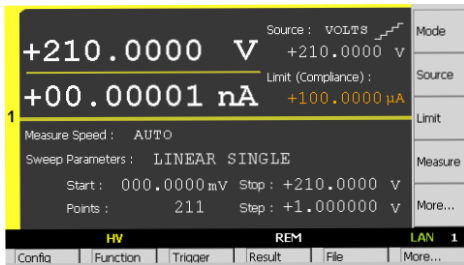 +210.0000 V
Source : VOLTS
+210.0000 V
Mode
Source
+00.00001 nA
Limit (Compliance) :
+100.0000 µA
Limit
1
Measure Speed : AUTO
Sweep Parameters : LINEAR SINGLE
Measure
Start : 000.0000mV Stop : +210.0000 V
Points : 211 Step : +1.000000 V
More...
HV REM LAN 1
Config Function Trigger Result File More...